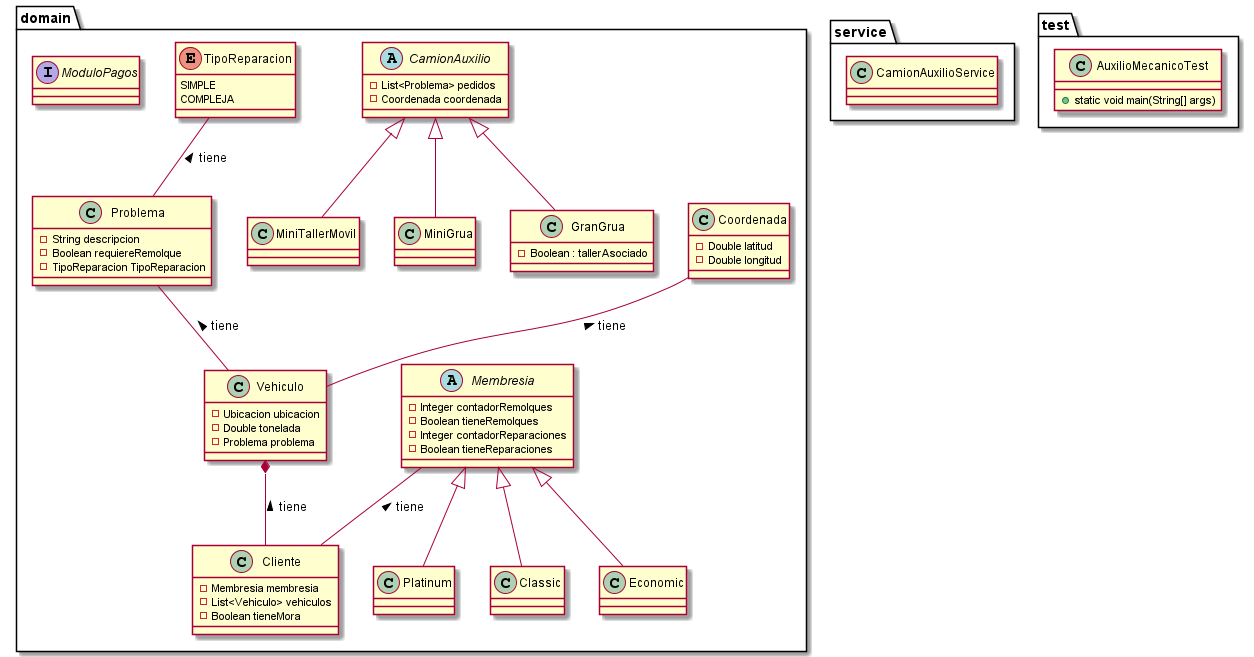 domain
I ModuloPagos
E TipoReparacion
SIMPLE
COMPLEJA
A CamionAuxilio
List<Problema> pedidos
Coordenada coordenada
tiene
C Problema
String descripcion
Boolean requiereRemolque
TipoReparacion TipoReparacion
C MiniTallerMovil
C MiniGrua
C GranGrua
Boolean : tallerAsociado
C Coordenada
Double latitud
Double longitud
tiene
tiene
C Vehiculo
Ubicacion ubicacion
Double tonelada
Problema problema
A Membresia
Integer contadorRemolques
Boolean tieneRemolques
Integer contadorReparaciones
Boolean tieneReparaciones
tiene
tiene
C Cliente
Membresia membresia
List<Vehiculo> vehiculos
Boolean tieneMora
C Platinum
C Classic
C Economic
service
C CamionAuxilioService
test
C AuxilioMecanicoTest
static void main(String[] args)